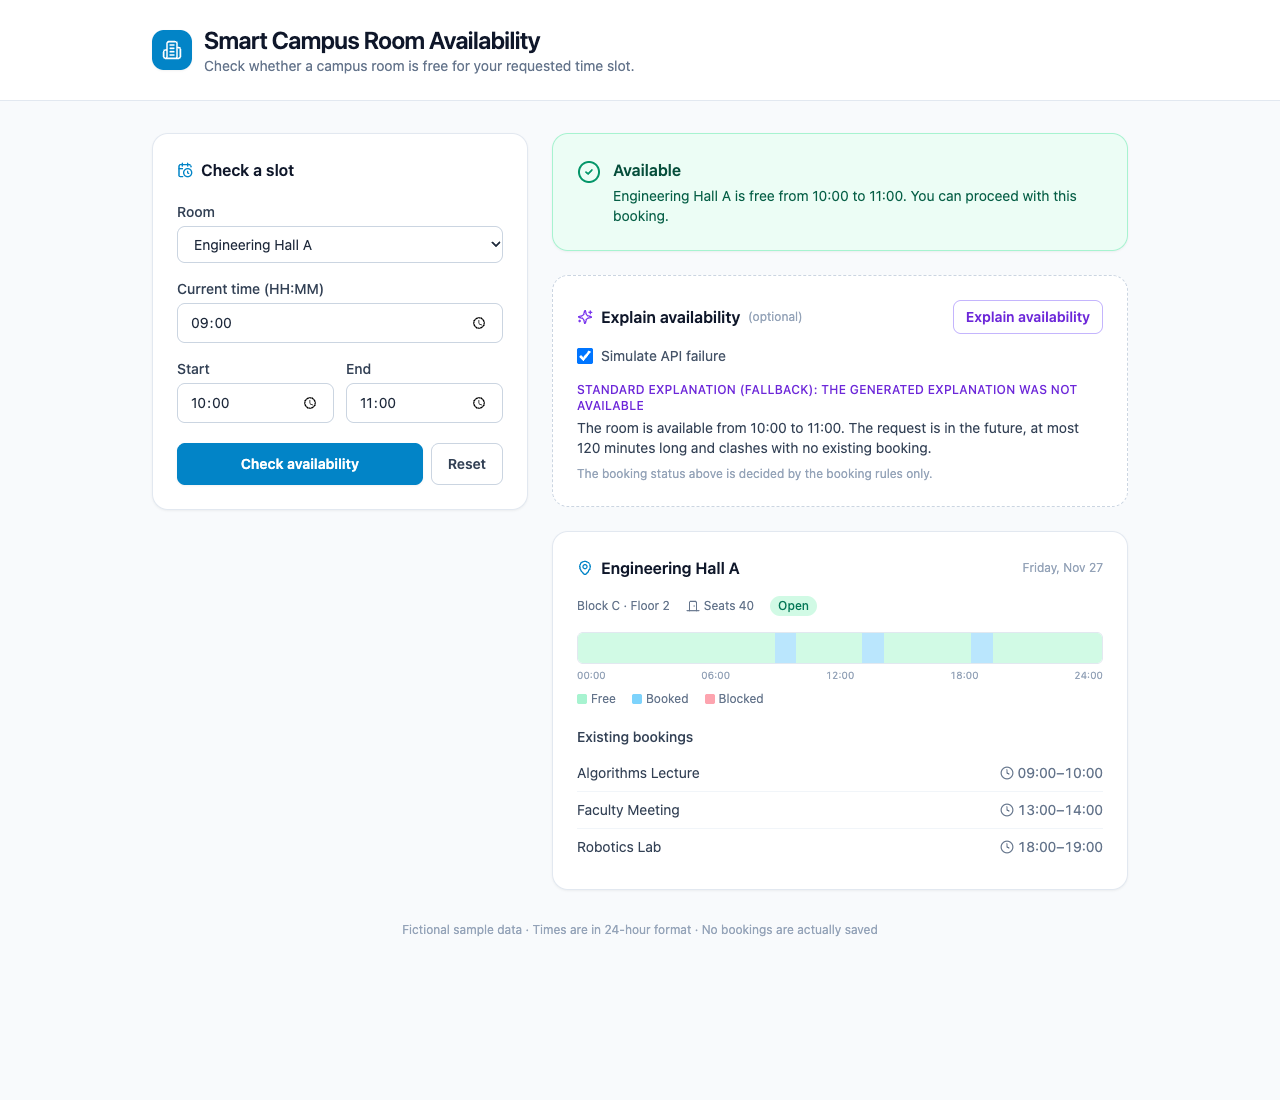 Smart Campus Room Availability
Check whether a campus room is free for your requested time slot.
Check a slot
Room
Engineering Hall A
Current time (HH:MM)
09:00
Start
End
10:00
11:00
Check availability
Reset
Available
Engineering Hall A is free from 10:00 to 11:00. You can proceed with this
booking.
Explain availability (optional)
Explain availability
Simulate API failure
STANDARD EXPLANATION (FALLBACK): THE GENERATED EXPLANATION WAS NOT
AVAILABLE
The room is available from 10:00 to 11:00. The request is in the future, at most
120 minutes long and clashes with no existing booking.
The booking status above is decided by the booking rules only.
Engineering Hall A
Friday, Nov 27
Block C · Floor 2
Seats 40
Open
00:00 06:00 12:00 18:00 24:00
Free Booked Blocked
Existing bookings
Algorithms Lecture 09:00–10:00
Faculty Meeting 13:00–14:00
Robotics Lab 18:00–19:00
Fictional sample data · Times are in 24-hour format · No bookings are actually saved